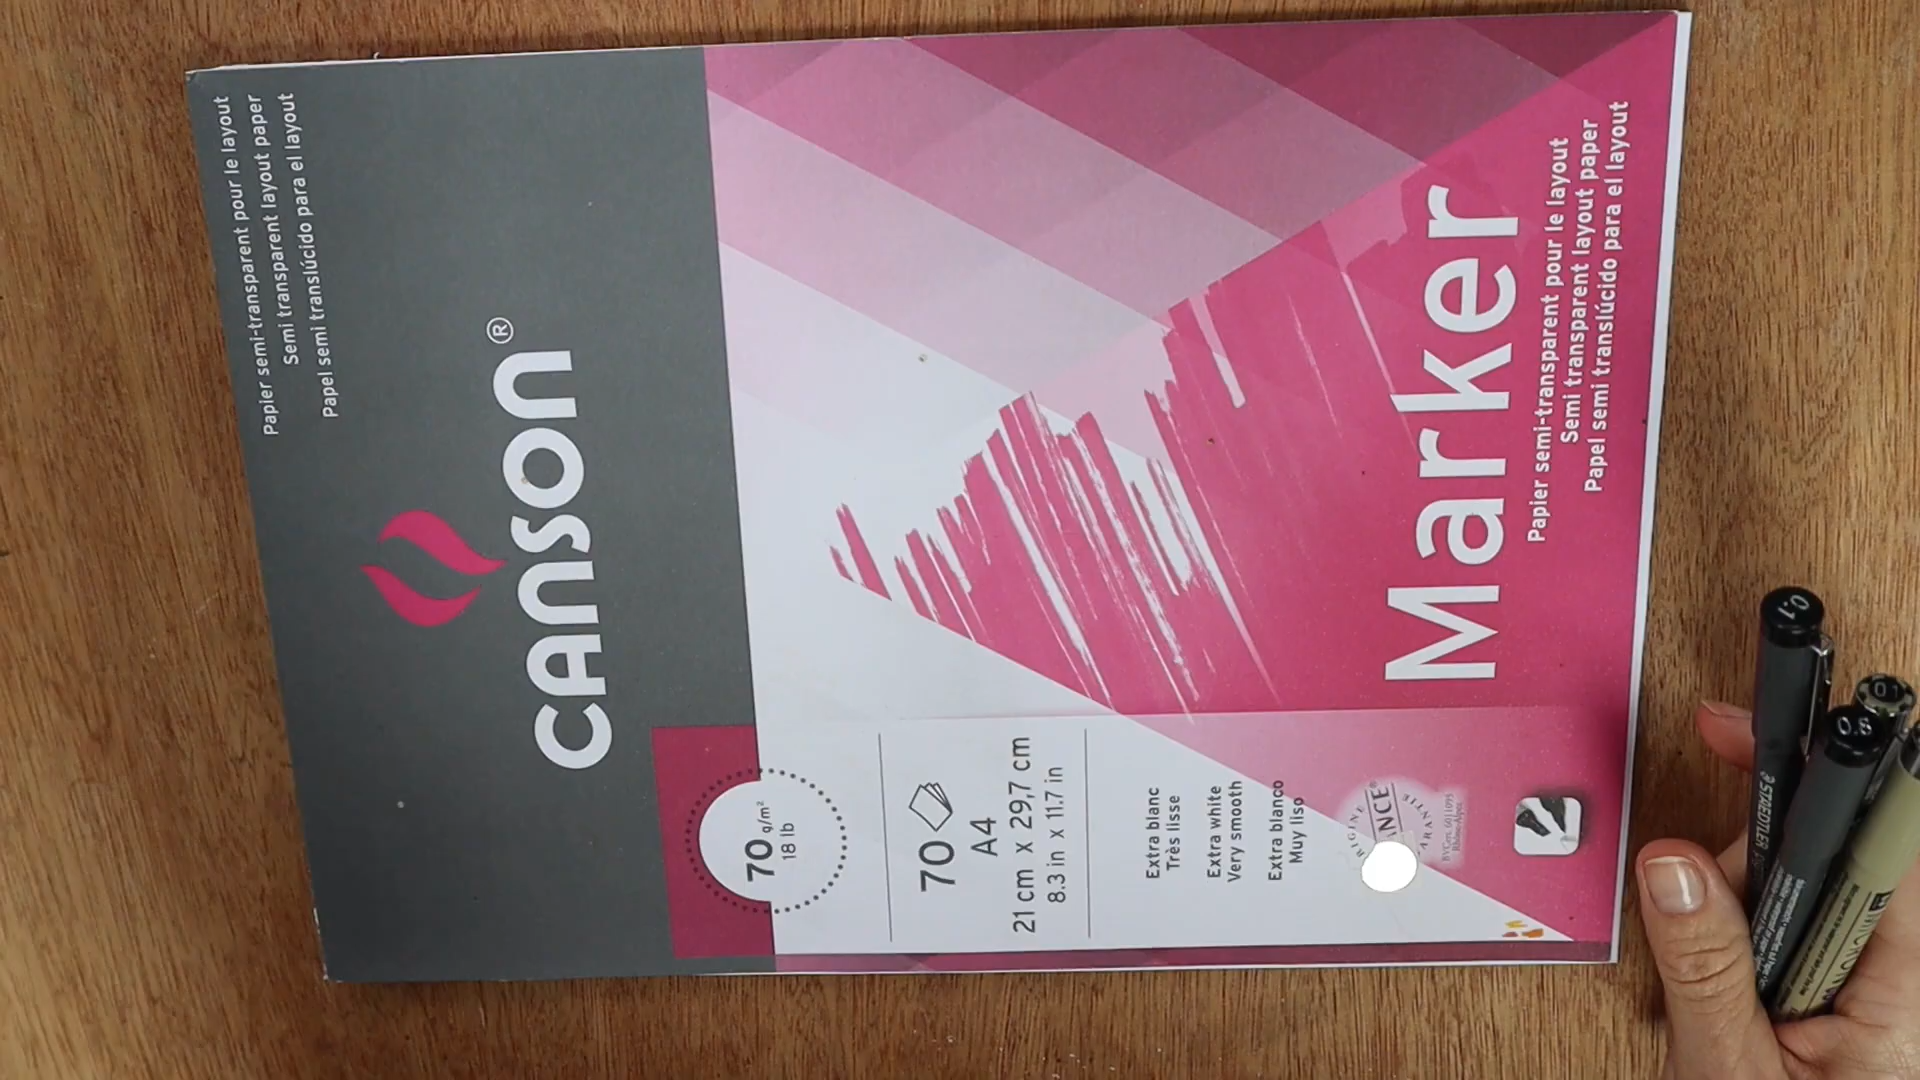 Papier semi-transparent pour le layout
Semi transparent layout paper
Papel semi translúcido para el layout
CANSON®
70 g/m²
18 lb
70
A4
21 cm x 29,7 cm
8.3 in x 11.7 in
Extra blanc
Très lisse
Extra white
Very smooth
Extra blanco
Muy liso
Marker
Papier semi-transparent pour le layout
Semi transparent layout paper
Papel semi translúcido para el layout
0.1
01
0.8
STAEDTLER